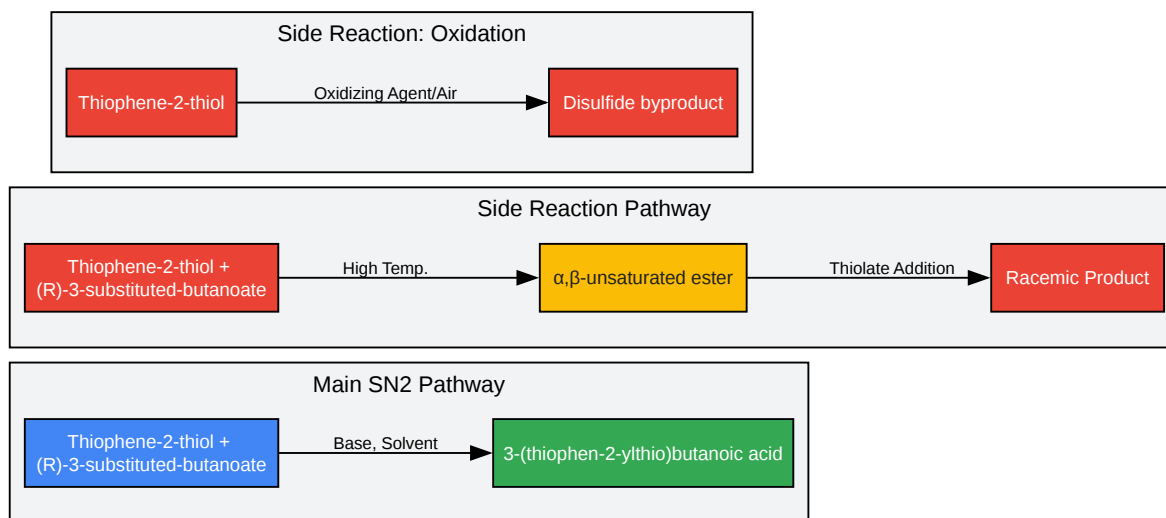 Side Reaction: Oxidation
Thiophene-2-thiol
Oxidizing Agent/Air
Disulfide byproduct
Side Reaction Pathway
Thiophene-2-thiol +
(R)-3-substituted-butanoate
High Temp.
α,β-unsaturated ester
Thiolate Addition
Racemic Product
Main SN2 Pathway
Thiophene-2-thiol +
(R)-3-substituted-butanoate
Base, Solvent
3-(thiophen-2-ylthio)butanoic acid